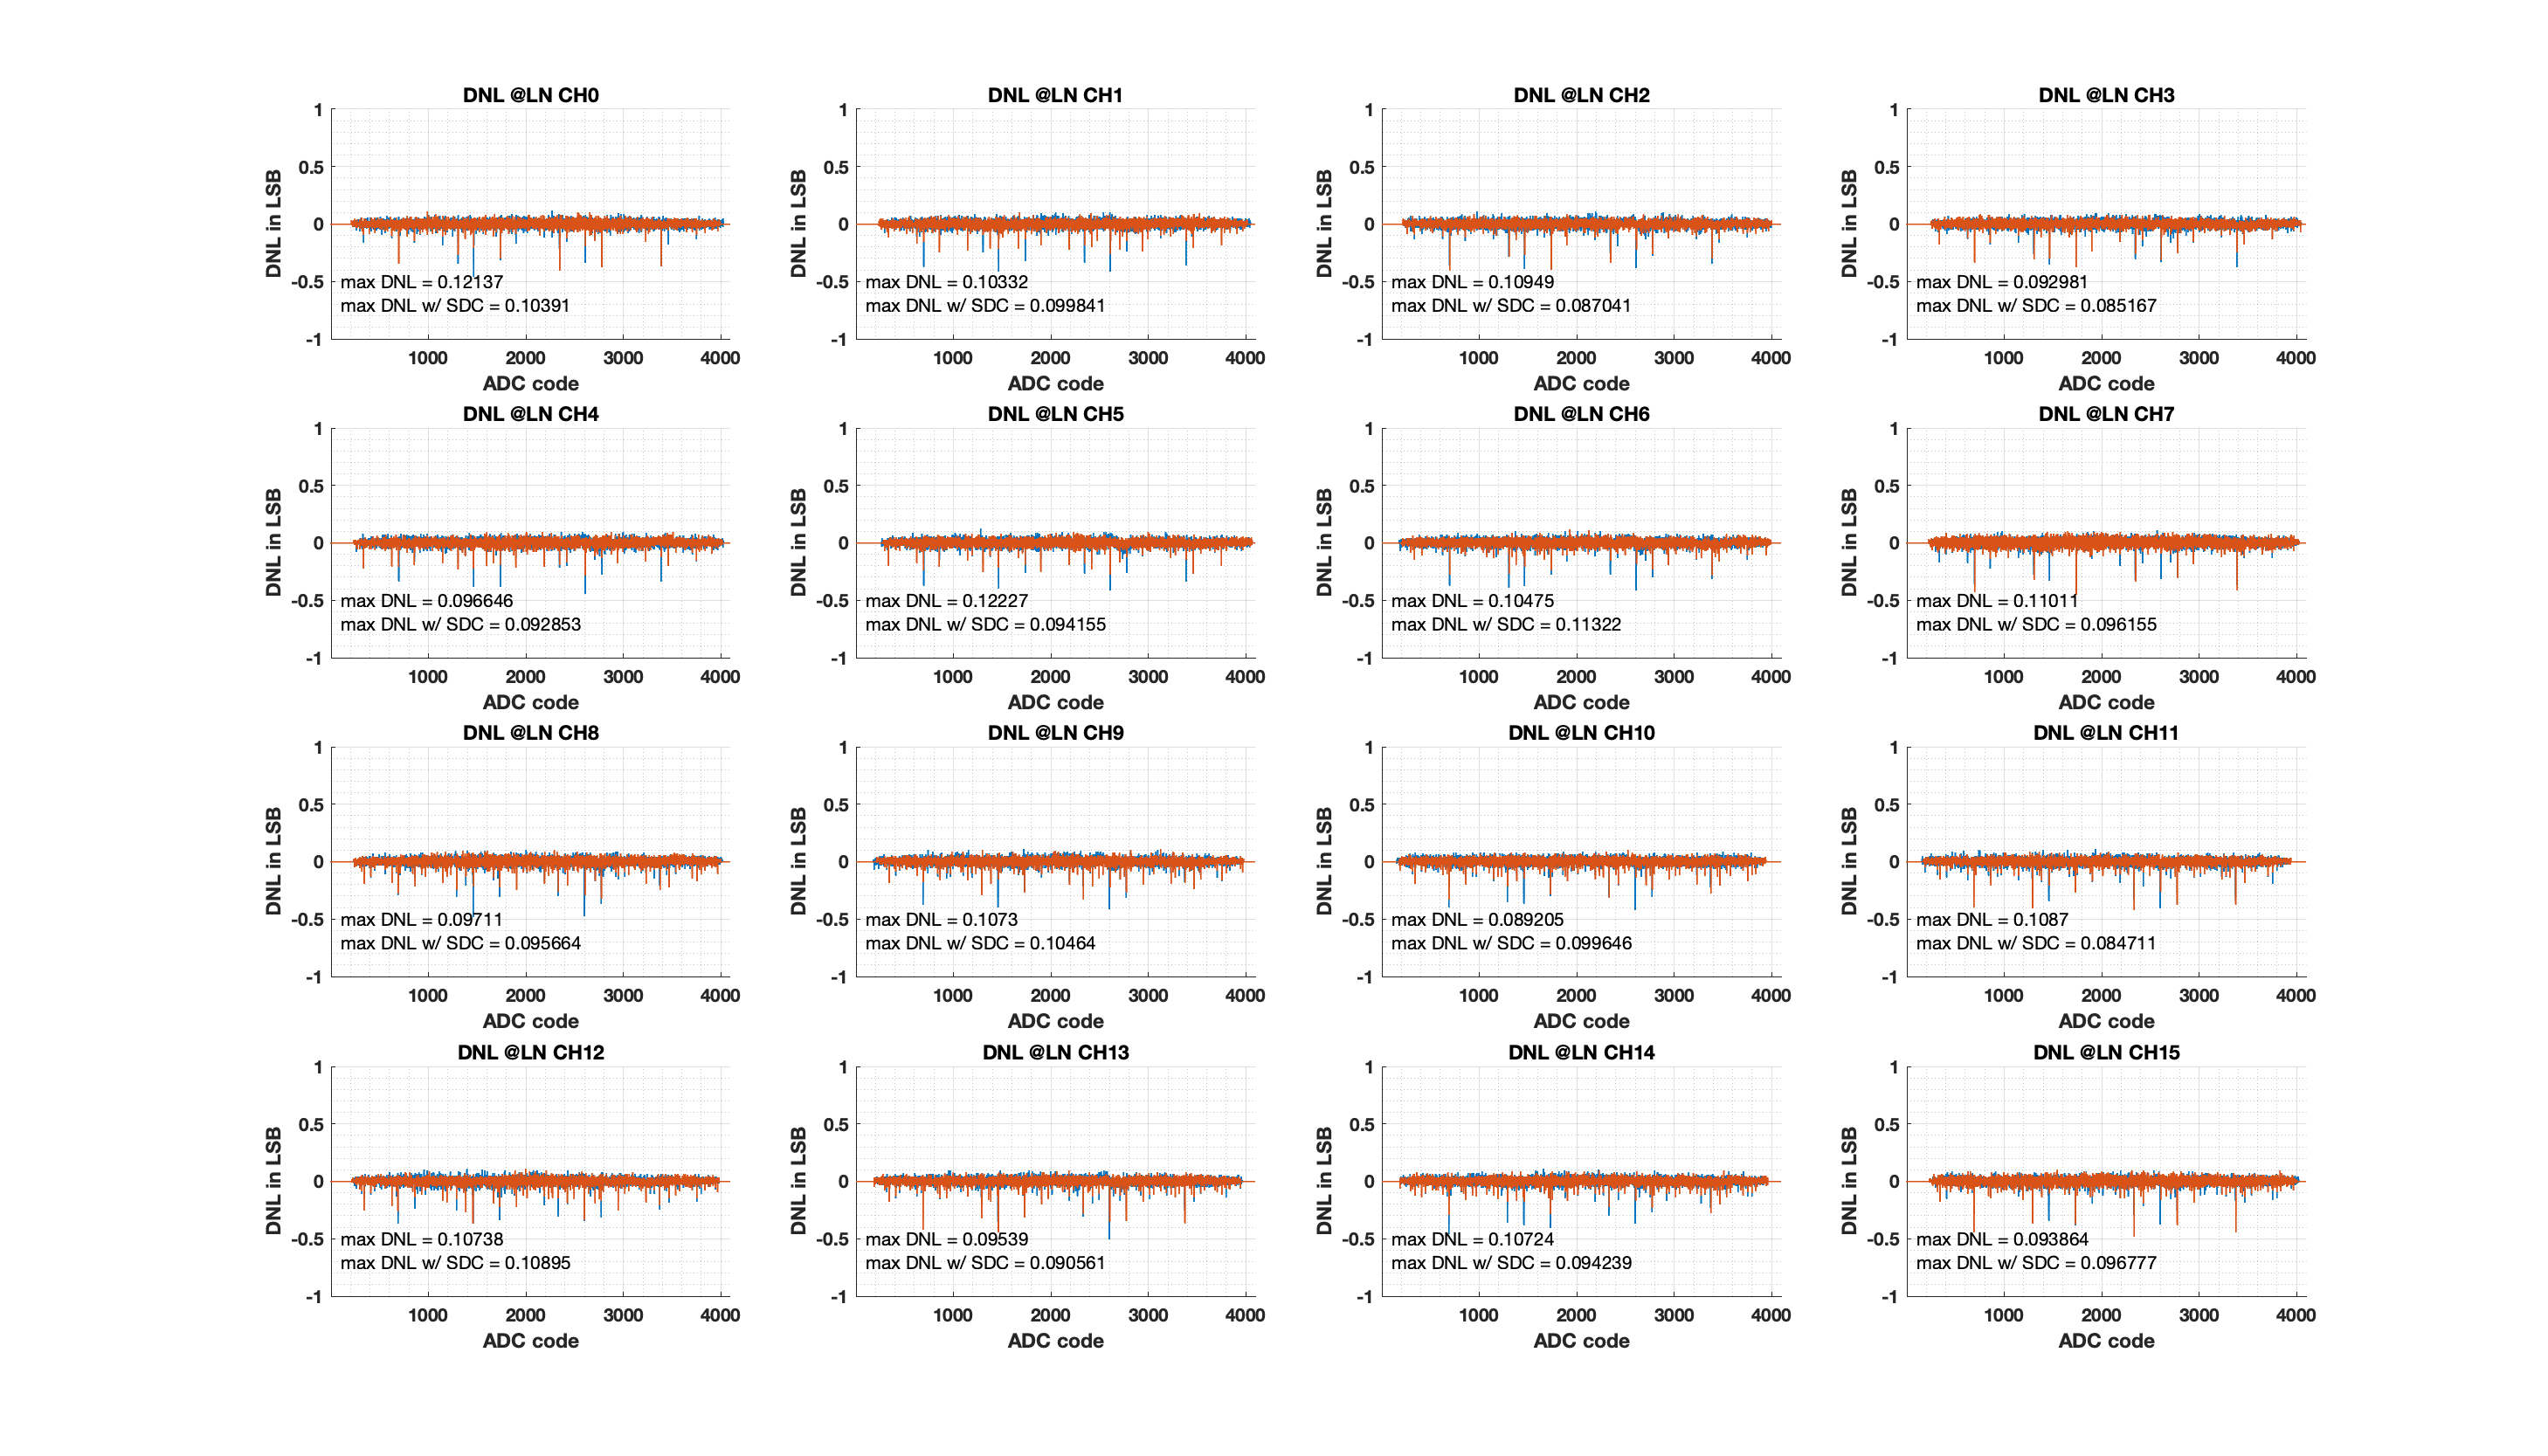 DNL @LN CH0
1
0.5
0
-0.5
-1
DNL in LSB
max DNL = 0.12137
max DNL w/ SDC = 0.10391
1000 2000 3000 4000
ADC code
DNL @LN CH1
1
0.5
0
-0.5
-1
DNL in LSB
max DNL = 0.10332
max DNL w/ SDC = 0.099841
1000 2000 3000 4000
ADC code
DNL @LN CH2
1
0.5
0
-0.5
-1
DNL in LSB
max DNL = 0.10949
max DNL w/ SDC = 0.087041
1000 2000 3000 4000
ADC code
DNL @LN CH3
1
0.5
0
-0.5
-1
DNL in LSB
max DNL = 0.092981
max DNL w/ SDC = 0.085167
1000 2000 3000 4000
ADC code
DNL @LN CH4
1
0.5
0
-0.5
-1
DNL in LSB
max DNL = 0.096646
max DNL w/ SDC = 0.092853
1000 2000 3000 4000
ADC code
DNL @LN CH5
1
0.5
0
-0.5
-1
DNL in LSB
max DNL = 0.12227
max DNL w/ SDC = 0.094155
1000 2000 3000 4000
ADC code
DNL @LN CH6
1
0.5
0
-0.5
-1
DNL in LSB
max DNL = 0.10475
max DNL w/ SDC = 0.11322
1000 2000 3000 4000
ADC code
DNL @LN CH7
1
0.5
0
-0.5
-1
DNL in LSB
max DNL = 0.11011
max DNL w/ SDC = 0.096155
1000 2000 3000 4000
ADC code
DNL @LN CH8
1
0.5
0
-0.5
-1
DNL in LSB
max DNL = 0.09711
max DNL w/ SDC = 0.095664
1000 2000 3000 4000
ADC code
DNL @LN CH9
1
0.5
0
-0.5
-1
DNL in LSB
max DNL = 0.1073
max DNL w/ SDC = 0.10464
1000 2000 3000 4000
ADC code
DNL @LN CH10
1
0.5
0
-0.5
-1
DNL in LSB
max DNL = 0.089205
max DNL w/ SDC = 0.099646
1000 2000 3000 4000
ADC code
DNL @LN CH11
1
0.5
0
-0.5
-1
DNL in LSB
max DNL = 0.1087
max DNL w/ SDC = 0.084711
1000 2000 3000 4000
ADC code
DNL @LN CH12
1
0.5
0
-0.5
-1
DNL in LSB
max DNL = 0.10738
max DNL w/ SDC = 0.10895
1000 2000 3000 4000
ADC code
DNL @LN CH13
1
0.5
0
-0.5
-1
DNL in LSB
max DNL = 0.09539
max DNL w/ SDC = 0.090561
1000 2000 3000 4000
ADC code
DNL @LN CH14
1
0.5
0
-0.5
-1
DNL in LSB
max DNL = 0.10724
max DNL w/ SDC = 0.094239
1000 2000 3000 4000
ADC code
DNL @LN CH15
1
0.5
0
-0.5
-1
DNL in LSB
max DNL = 0.093864
max DNL w/ SDC = 0.096777
1000 2000 3000 4000
ADC code